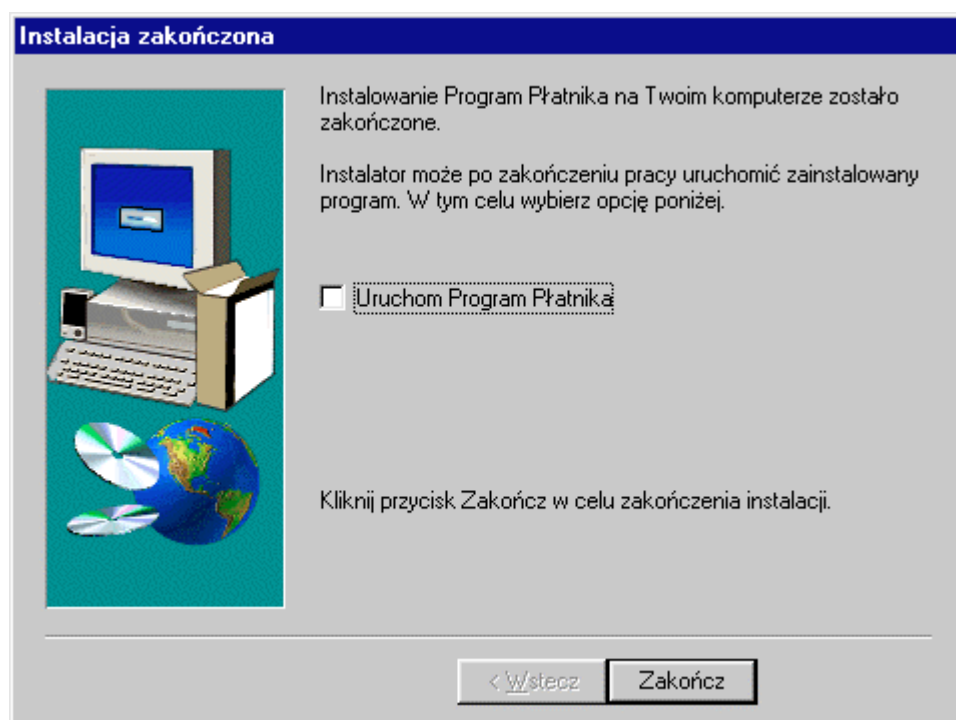 Instalacja zakończona
Instalowanie Program Płatnika na Twoim komputerze zostało
zakończone.
Instalator może po zakończeniu pracy uruchomić zainstalowany
program. W tym celu wybierz opcję poniżej.
Uruchom Program Płatnika
Kliknij przycisk Zakończ w celu zakończenia instalacji.
< Wstecz
Zakończ